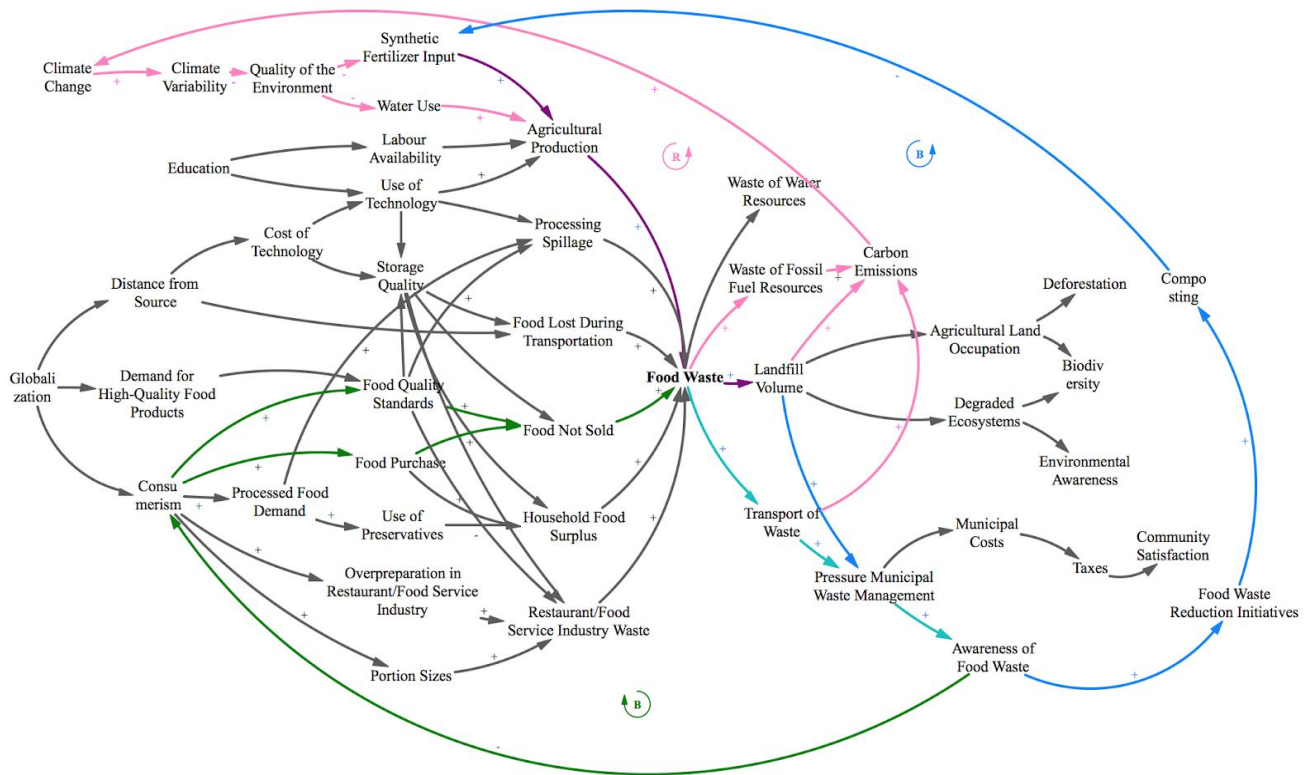 Synthetic
Fertilizer Input
Climate
Change
Climate
Variability
Quality of the
Environment
Water Use
Agricultural
Production
Labour
Availability
Education
Use of
Technology
Cost of
Technology
Processing
Spillage
Storage
Quality
Distance from
Source
Food Lost During
Transportation
Globali
zation
Demand for
High-Quality Food
Products
Food Quality
Standards
Food Not Sold
Food Purchase
Consu
merism
Processed Food
Demand
Use of
Preservatives
Household Food
Surplus
Overpreparation in
Restaurant/Food Service
Industry
Restaurant/Food
Service Industry Waste
Portion Sizes
Food Waste
Waste of Water
Resources
Waste of Fossil
Fuel Resources
Carbon
Emissions
Landfill
Volume
Agricultural Land
Occupation
Deforestation
Biodiv
ersity
Degraded
Ecosystems
Environmental
Awareness
Transport of
Waste
Pressure Municipal
Waste Management
Municipal
Costs
Taxes
Community
Satisfaction
Awareness of
Food Waste
Food Waste
Reduction Initiatives
Compo
sting
R
B
B